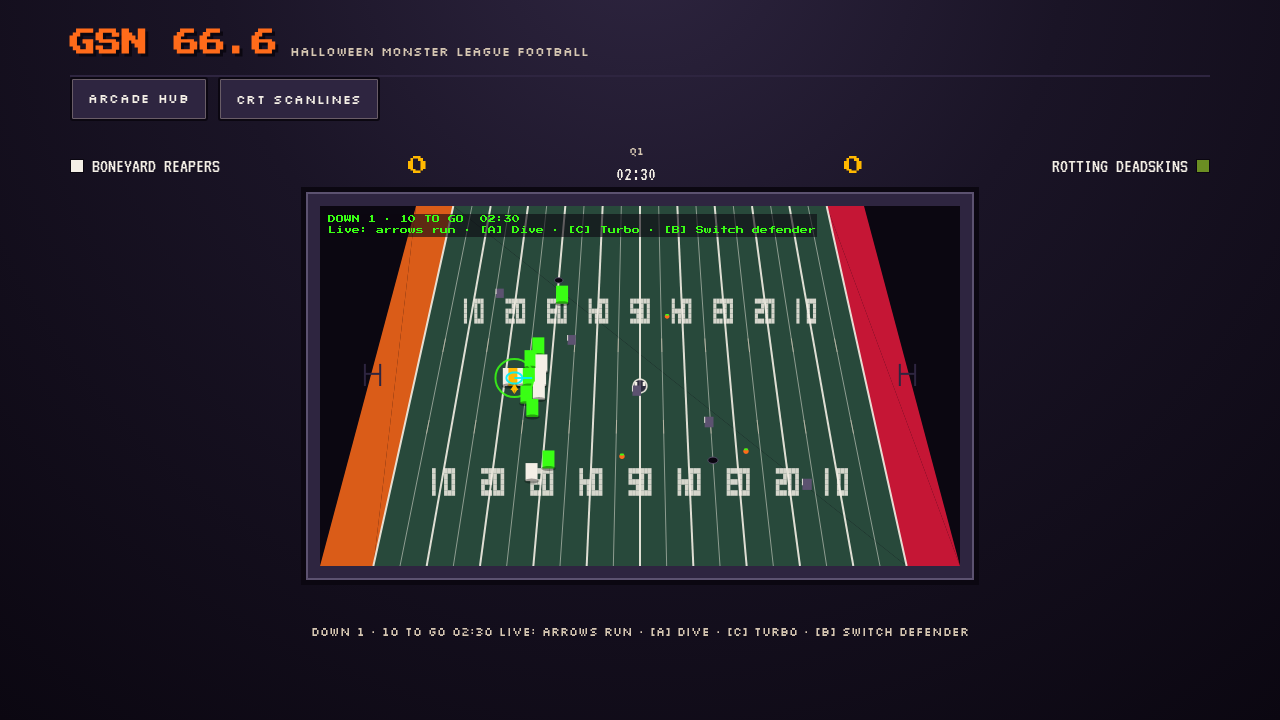 GSN 66.6 HALLOWEEN MONSTER LEAGUE FOOTBALL
ARCADE HUB CRT SCANLINES
BONEYARD REAPERS 0 Q1 02:30 0 ROTTING DEADSKINS
DOWN 1 · 10 TO GO 02:30
Live: arrows run · [A] Dive · [C] Turbo · [B] Switch defender
10 20 30 40 50 40 30 20 10
10 20 30 40 50 40 30 20 10
DOWN 1 · 10 TO GO 02:30 LIVE: ARROWS RUN · [A] DIVE · [C] TURBO · [B] SWITCH DEFENDER